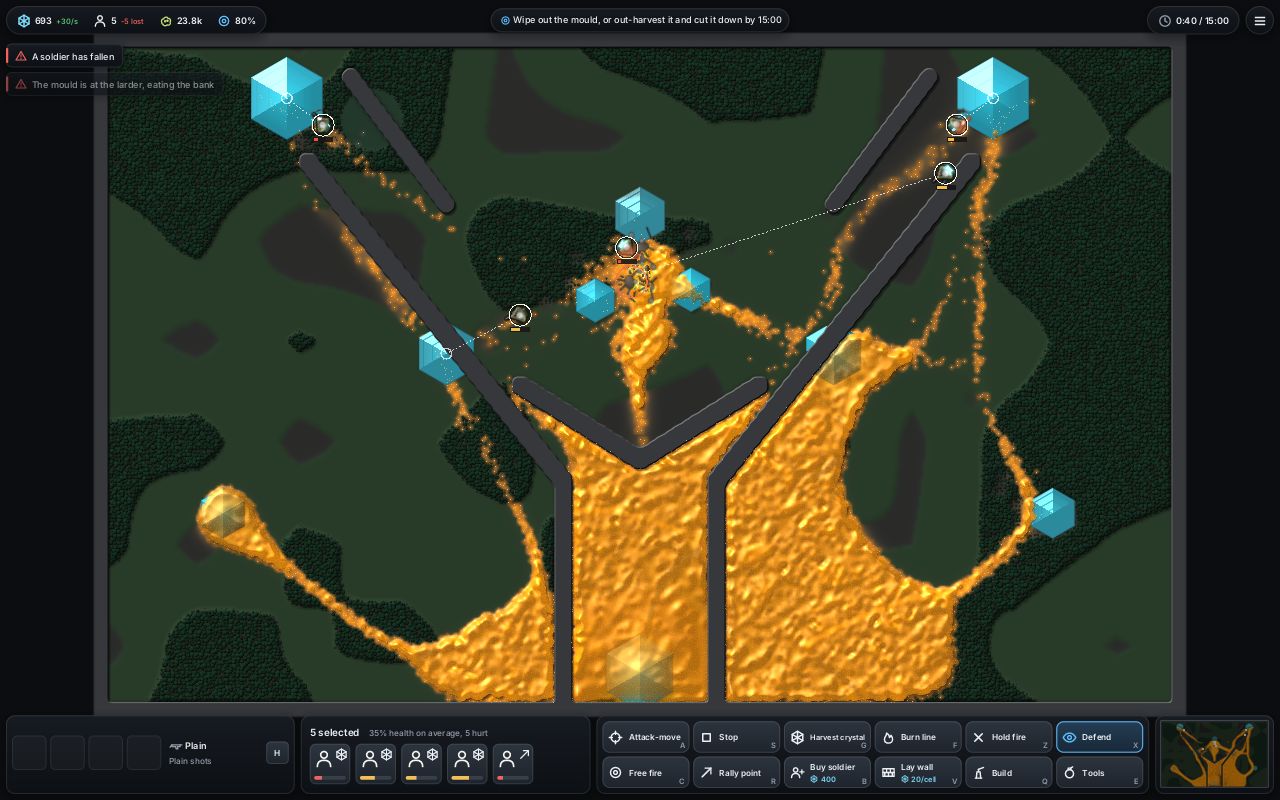 693 +30/s 5 -5 lost 23.8k 80%
Wipe out the mould, or out-harvest it and cut it down by 15:00
0:40 / 15:00
A soldier has fallen
The mould is at the larder, eating the bank
Plain
Plain shots
H
5 selected 35% health on average, 5 hurt
Attack-move A
Stop S
Harvest crystal G
Burn line F
Hold fire Z
Defend X
Free fire C
Rally point R
Buy soldier 400 B
Lay wall 20/cell V
Build Q
Tools E